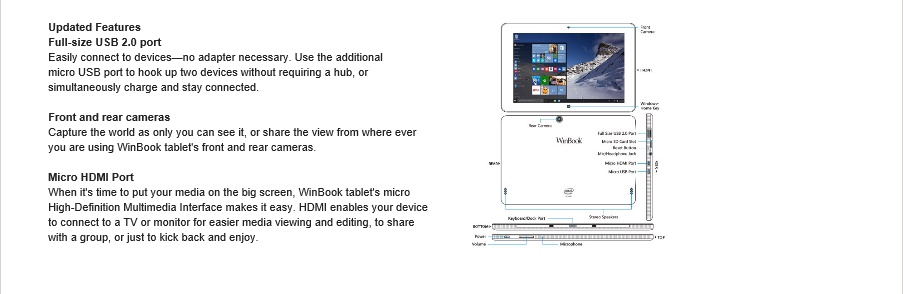 Updated Features
Full-size USB 2.0 port
Easily connect to devices—no adapter necessary. Use the additional
micro USB port to hook up two devices without requiring a hub, or
simultaneously charge and stay connected.
Front and rear cameras
Capture the world as only you can see it, or share the view from where ever
you are using WinBook tablet's front and rear cameras.
Micro HDMI Port
When it's time to put your media on the big screen, WinBook tablet's micro
High-Definition Multimedia Interface makes it easy. HDMI enables your device
to connect to a TV or monitor for easier media viewing and editing, to share
with a group, or just to kick back and enjoy.
Front
Camera
FRONT
Windows
Home Key
Rear Camera
WinBook
Full Size USB 2.0 Port
Micro SD Card Slot
Reset Button
Mic/Headphone Jack
Micro HDMI Port
Micro USB Port
REAR
SIDE
intel
Stereo Speakers
Keyboard/Dock Port
BOTTOM
Power
TOP
Volume
Microphone